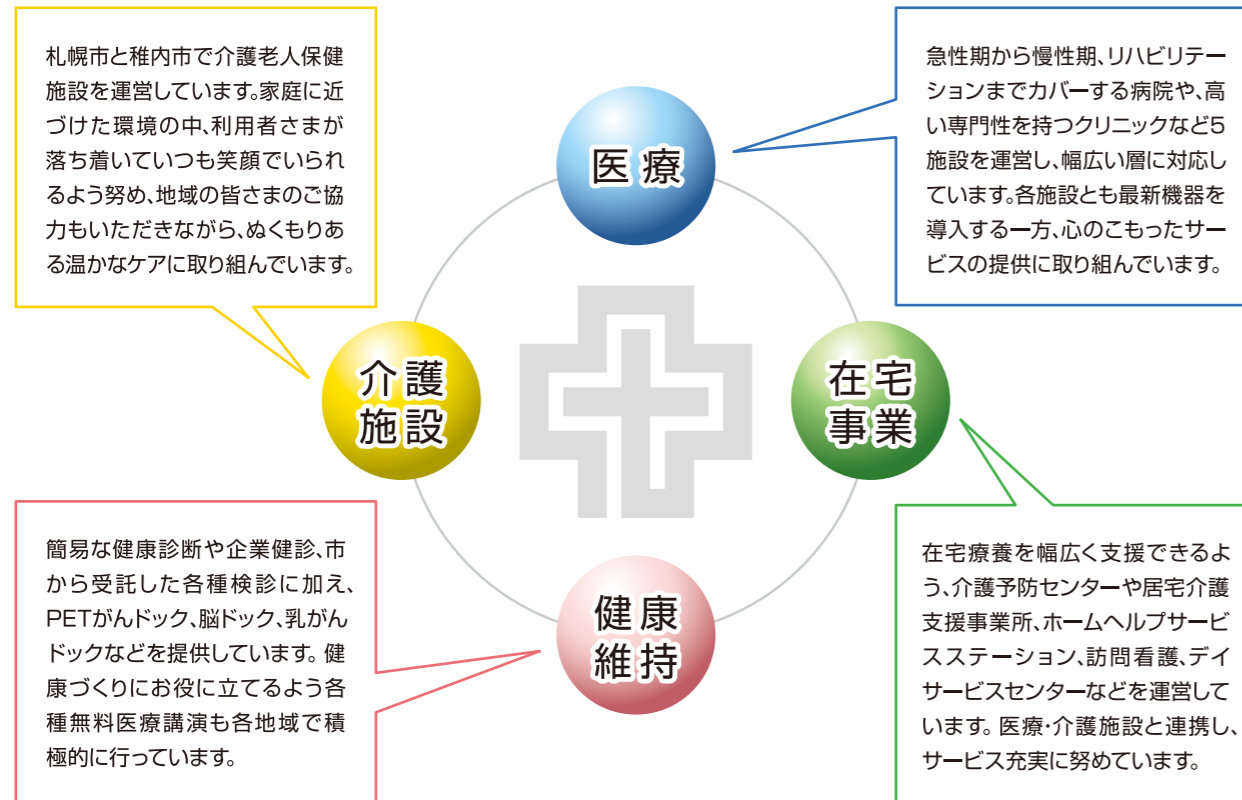 札幌市と稚内市で介護老人保健
施設を運営しています。家庭に近
づけた環境の中、利用者さまが
落ち着いていつも笑顔でいられ
るよう努め、地域の皆さまのご協
力もいただきながら、ぬくもりあ
る温かなケアに取り組んでいます。
急性期から慢性期、リハビリテー
ションまでカバーする病院や、高
い専門性を持つクリニックなど5
施設を運営し、幅広い層に対応し
ています。各施設とも最新機器を
導入する一方、心のこもったサー
ビスの提供に取り組んでいます。
医療
介護
施設
在宅
事業
健康
維持
簡易な健康診断や企業健診、市
から受託した各種検診に加え、
PETがんドック、脳ドック、乳がん
ドックなどを提供しています。健
康づくりにお役に立てるよう各
種無料医療講演も各地域で積
極的に行っています。
在宅療養を幅広く支援できるよ
う、介護予防センターや居宅介護
支援事業所、ホームヘルプサービ
スステーション、訪問看護、デイ
サービスセンターなどを運営して
います。医療・介護施設と連携し、
サービス充実に努めています。